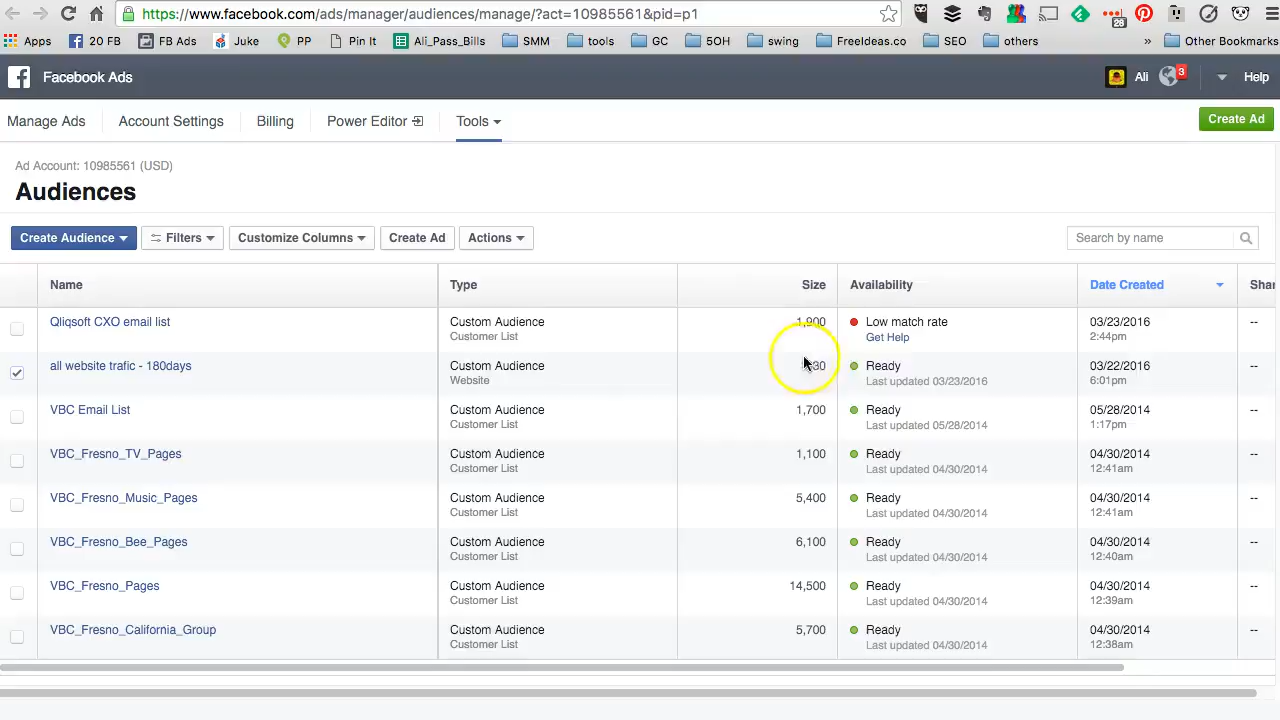 https://www.facebook.com/ads/manager/audiences/manage/?act=10985561&pid=p1
28
Apps 20 FB FB Ads Juke PP Pin It Ali_Pass_Bills SMM tools GC 5OH swing FreeIdeas.co SEO others » Other Bookmarks
Facebook Ads Ali 3 Help
Manage Ads Account Settings Billing Power Editor Tools Create Ad
Ad Account: 10985561 (USD)
Audiences
Create Audience Filters Customize Columns Create Ad Actions Search by name
Name Type Size Availability Date Created Shar
Qliqsoft CXO email list Custom Audience 1,900 Low match rate 03/23/2016 --
Customer List Get Help 2:44pm
all website trafic - 180days Custom Audience Ready 03/22/2016 --
Website Last updated 03/23/2016 6:01pm
VBC Email List Custom Audience 1,700 Ready 05/28/2014 --
Customer List Last updated 05/28/2014 1:17pm
VBC_Fresno_TV_Pages Custom Audience 1,100 Ready 04/30/2014 --
Customer List Last updated 04/30/2014 12:41am
VBC_Fresno_Music_Pages Custom Audience 5,400 Ready 04/30/2014 --
Customer List Last updated 04/30/2014 12:41am
VBC_Fresno_Bee_Pages Custom Audience 6,100 Ready 04/30/2014 --
Customer List Last updated 04/30/2014 12:40am
VBC_Fresno_Pages Custom Audience 14,500 Ready 04/30/2014 --
Customer List Last updated 04/30/2014 12:39am
VBC_Fresno_California_Group Custom Audience 5,700 Ready 04/30/2014 --
Customer List Last updated 04/30/2014 12:38am